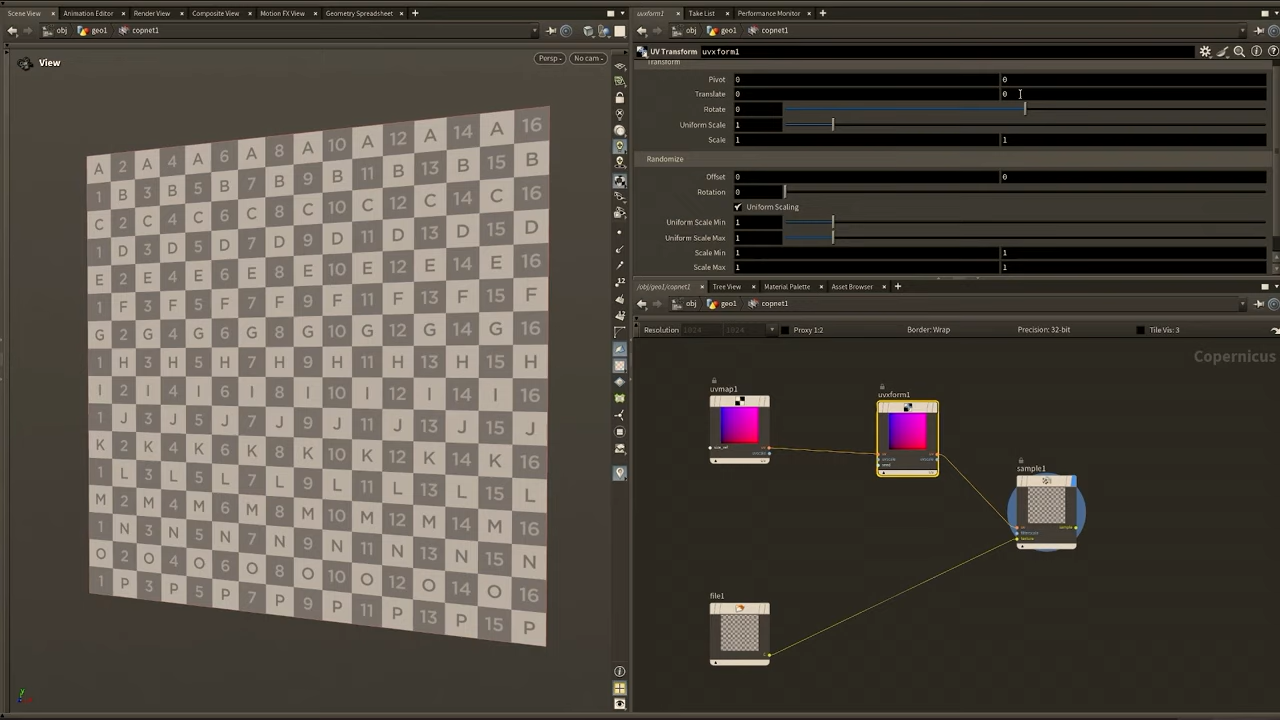 Scene View
Animation Editor
Render View
Composite View
Motion FX View
Geometry Spreadsheet
obj
geo1
copnet1
View
Persp
No cam
A 2 A 4 A 6 A 8 A 10 A 12 A 14 A 16
1 B 3 B 5 B 7 B 9 B 11 B 13 B 15 B
C 2 C 4 C 6 C 8 C 10 C 12 C 14 C 16
1 D 3 D 5 D 7 D 9 D 11 D 13 D 15 D
E 2 E 4 E 6 E 8 E 10 E 12 E 14 E 16
1 F 3 F 5 F 7 F 9 F 11 F 13 F 15 F
G 2 G 4 G 6 G 8 G 10 G 12 G 14 G 16
1 H 3 H 5 H 7 H 9 H 11 H 13 H 15 H
I 2 I 4 I 6 I 8 I 10 I 12 I 14 I 16
1 J 3 J 5 J 7 J 9 J 11 J 13 J 15 J
K 2 K 4 K 6 K 8 K 10 K 12 K 14 K 16
1 L 3 L 5 L 7 L 9 L 11 L 13 L 15 L
M 2 M 4 M 6 M 8 M 10 M 12 M 14 M 16
1 N 3 N 5 N 7 N 9 N 11 N 13 N 15 N
O 2 O 4 O 6 O 8 O 10 O 12 O 14 O 16
1 P 3 P 5 P 7 P 9 P 11 P 13 P 15 P
uvxform1
Take List
Performance Monitor
obj
geo1
copnet1
UV Transform uvxform1
Transform
Pivot 0 0
Translate 0 0
Rotate 0
Uniform Scale 1
Scale 1 1
Randomize
Offset 0 0
Rotation 0
Uniform Scaling
Uniform Scale Min 1
Uniform Scale Max 1
Scale Min 1 1
Scale Max 1 1
/obj/geo1/copnet1
Tree View
Material Palette
Asset Browser
obj
geo1
copnet1
Resolution 1024 1024
Proxy 1:2
Border: Wrap
Precision: 32-bit
Tile Vis: 3
Copernicus
uvmap1
uvxform1
sample1
file1